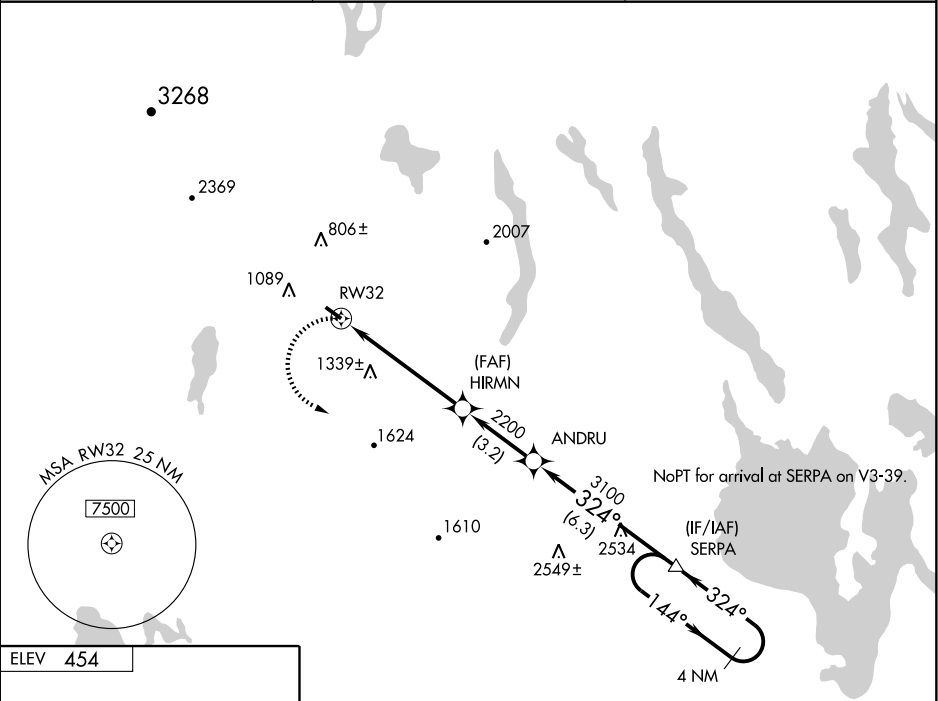 3268
2369
806±
2007
1089
RW32
1339±
(FAF)
HIRMN
2200
(3.2)
ANDRU
1624
NoPT for arrival at SERPA on V3-39.
3100
324°
(6.3)
MSA RW32 25 NM
7500
1610
2534
(IF/IAF)
SERPA
2549±
324°
144°
4 NM
ELEV 454